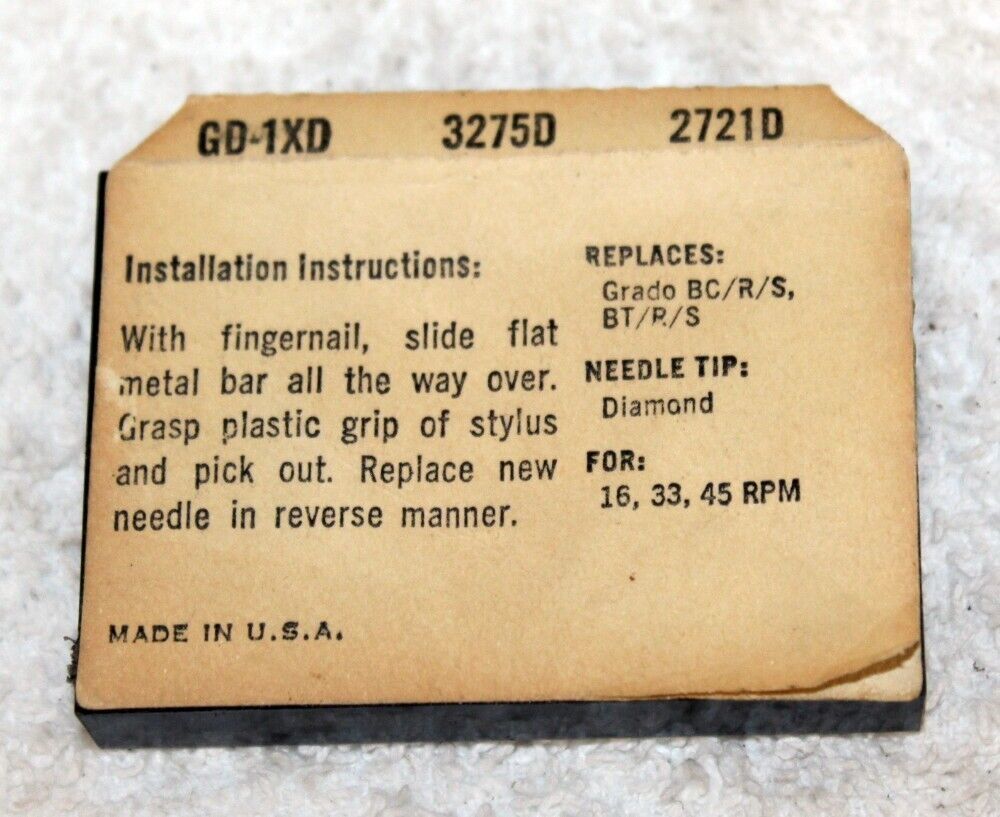 GD-1XD 3275D 2721D
Installation Instructions:
With fingernail, slide flat
metal bar all the way over.
Grasp plastic grip of stylus
and pick out. Replace new
needle in reverse manner.
MADE IN U.S.A.
REPLACES:
Grado BC/R/S,
BT/R/S
NEEDLE TIP:
Diamond
FOR:
16, 33, 45 RPM